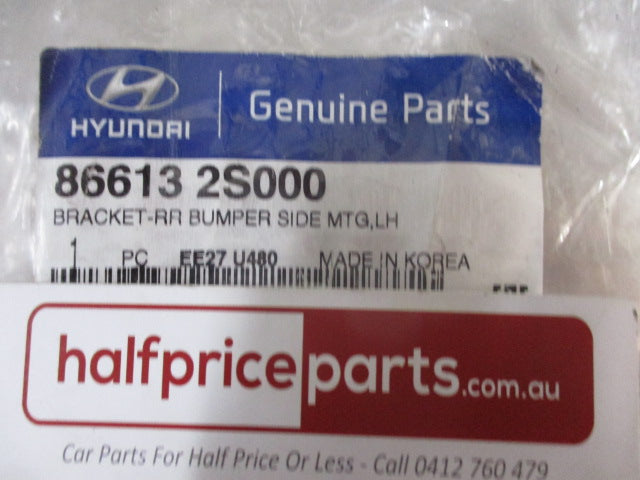 HYUNDAI
Genuine Parts
86613 2S000
BRACKET-RR BUMPER SIDE MTG,LH
1 PC EE27 U480 MADE IN KOREA
halfpriceparts.com.au
Car Parts For Half Price Or Less - Call 0412 760 479